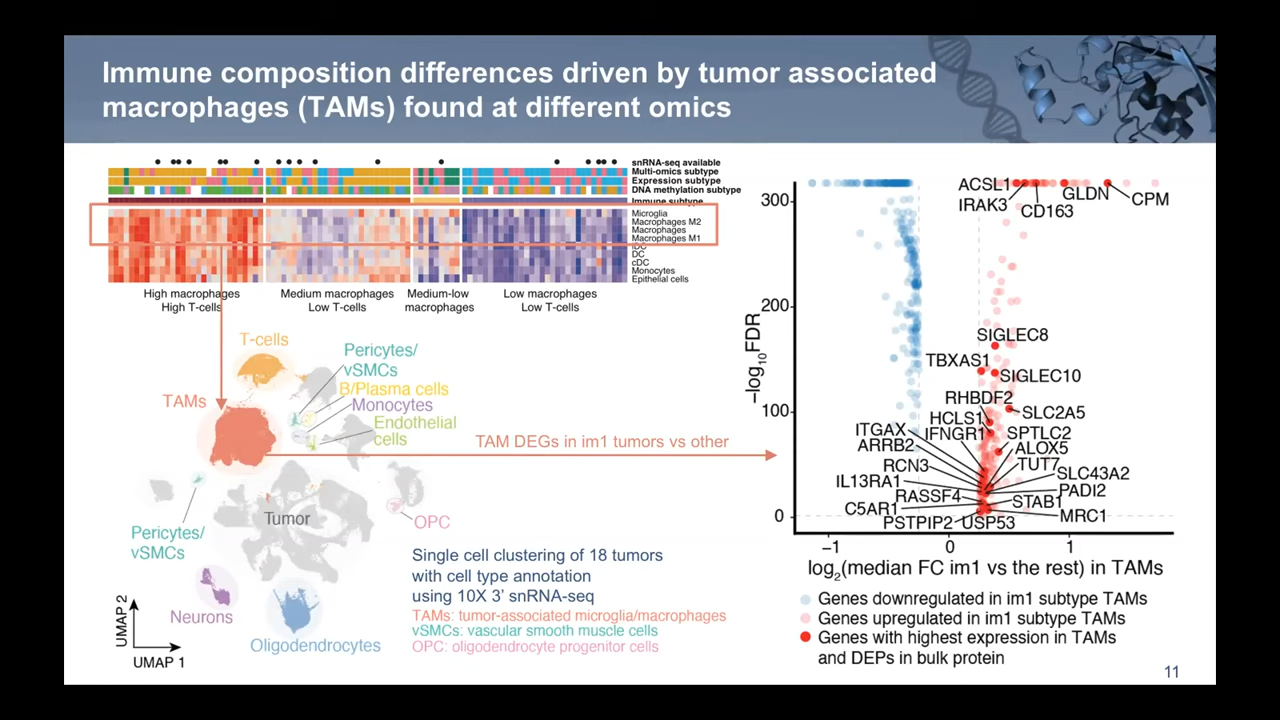 Immune composition differences driven by tumor associated
macrophages (TAMs) found at different omics
snRNA-seq available
Multi-omics subtype
Expression subtype
DNA methylation subtype
Immune subtype
Microglia
Macrophages M2
Macrophages
Macrophages M1
iDC
DC
cDC
Monocytes
Epithelial cells
High macrophages
High T-cells
Medium macrophages
Low T-cells
Medium-low
macrophages
Low macrophages
Low T-cells
T-cells
Pericytes/
vSMCs
B/Plasma cells
TAMs
Monocytes
Endothelial
cells
TAM DEGs in im1 tumors vs other
Tumor
OPC
Pericytes/
vSMCs
Neurons
Oligodendrocytes
UMAP 2
UMAP 1
Single cell clustering of 18 tumors
with cell type annotation
using 10X 3' snRNA-seq
TAMs: tumor-associated microglia/macrophages
vSMCs: vascular smooth muscle cells
OPC: oligodendrocyte progenitor cells
−log10FDR
300
200
100
0
ACSL1
IRAK3
CD163
GLDN
CPM
SIGLEC8
TBXAS1
SIGLEC10
RHBDF2
HCLS1
SLC2A5
ITGAX
IFNGR1
SPTLC2
ARRB2
ALOX5
RCN3
TUT7
SLC43A2
IL13RA1
PADI2
RASSF4
STAB1
C5AR1
MRC1
PSTPIP2
USP53
−1
0
1
log2(median FC im1 vs the rest) in TAMs
Genes downregulated in im1 subtype TAMs
Genes upregulated in im1 subtype TAMs
Genes with highest expression in TAMs
and DEPs in bulk protein
11